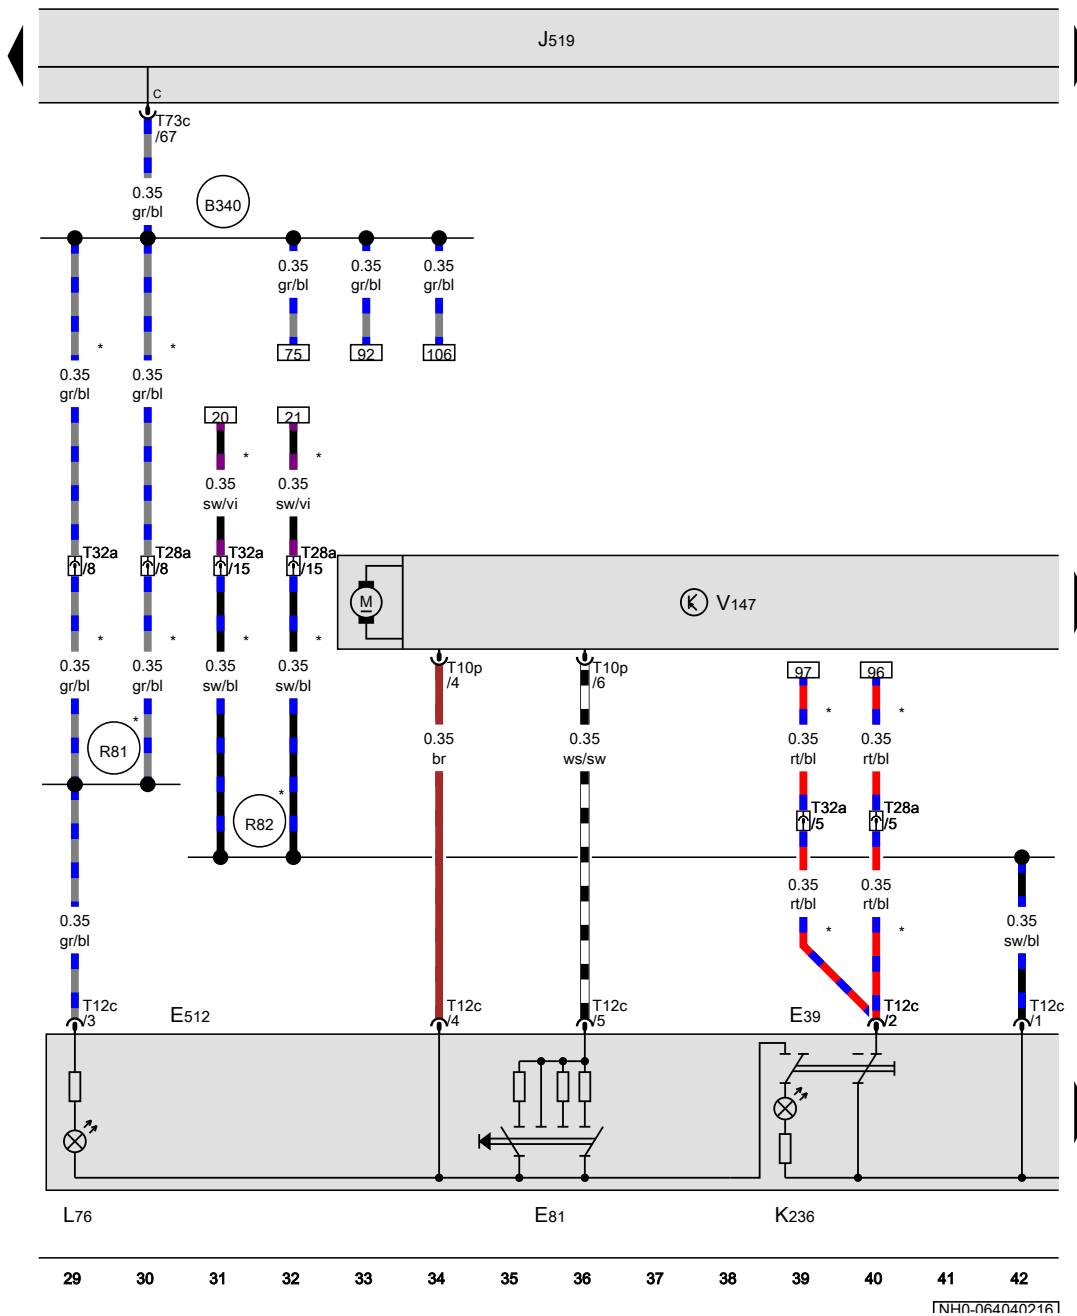 J519
c
T73c
/67
0.35
gr/bl
B340
0.35
gr/bl
0.35
gr/bl
0.35
gr/bl
75
92
106
*
*
0.35
gr/bl
0.35
gr/bl
20
21
*
*
0.35
sw/vi
0.35
sw/vi
T32a
/8
T28a
/8
T32a
/15
T28a
/15
M
V147
*
*
*
*
0.35
gr/bl
0.35
gr/bl
0.35
sw/bl
0.35
sw/bl
T10p
/4
T10p
/6
97
96
*
*
R81
*
0.35
br
0.35
ws/sw
0.35
rt/bl
0.35
rt/bl
R82
*
T32a
/5
T28a
/5
0.35
rt/bl
0.35
rt/bl
*
*
0.35
gr/bl
0.35
sw/bl
T12c
/3
E512
T12c
/4
T12c
/5
E39
T12c
/2
T12c
/1
L76
E81
K236
29 30 31 32 33 34 35 36 37 38 39 40 41 42
NH0-064040216